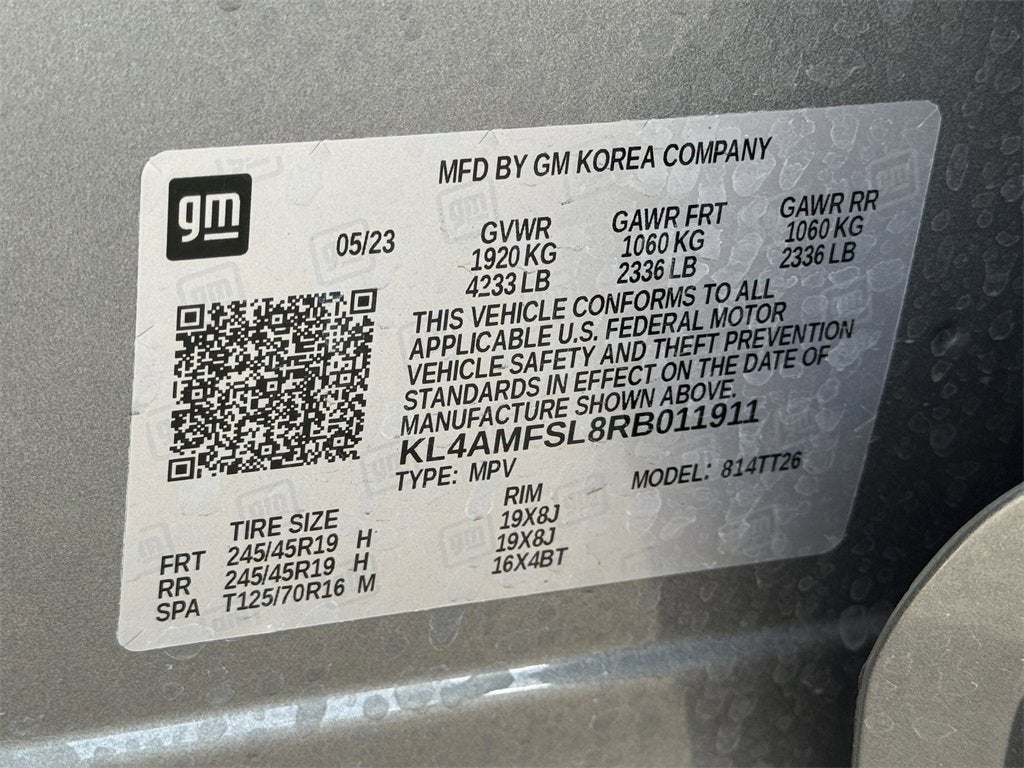 gm
MFD BY GM KOREA COMPANY
05/23
GVWR GAWR FRT GAWR RR
1920 KG 1060 KG 1060 KG
4233 LB 2336 LB 2336 LB
THIS VEHICLE CONFORMS TO ALL
APPLICABLE U.S. FEDERAL MOTOR
VEHICLE SAFETY AND THEFT PREVENTION
STANDARDS IN EFFECT ON THE DATE OF
MANUFACTURE SHOWN ABOVE.
KL4AMFSL8RB011911
TYPE: MPV MODEL: 814TT26
TIRE SIZE RIM
FRT 245/45R19 H 19X8J
RR 245/45R19 H 19X8J
SPA T125/70R16 M 16X4BT